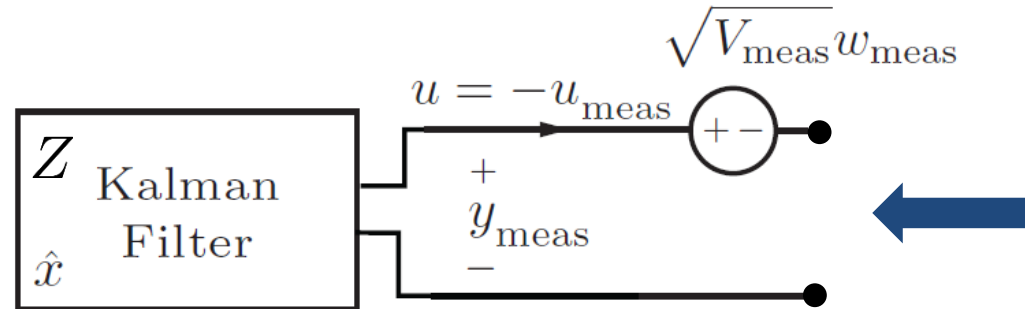 √V_meas w_meas
u = −u_meas
+ −
Z
Kalman
Filter
x̂
+
y_meas
−